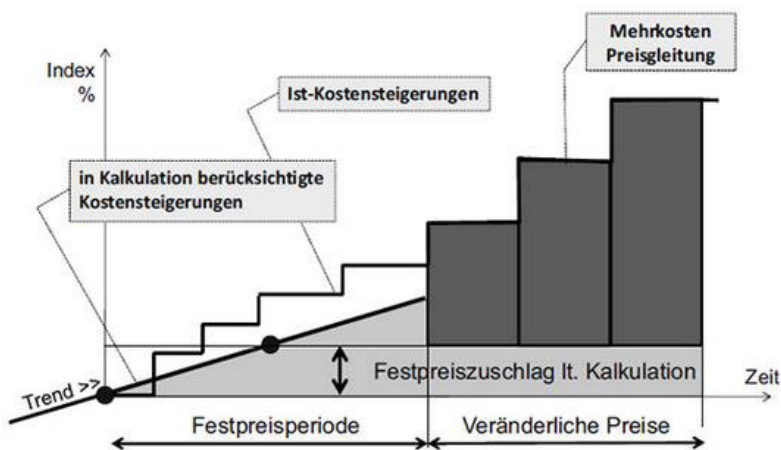 Mehrkosten
Preisgleitung
Index
%
Ist-Kostensteigerungen
in Kalkulation berücksichtigte
Kostensteigerungen
Trend >>
Festpreiszuschlag lt. Kalkulation
Zeit
Festpreisperiode
Veränderliche Preise